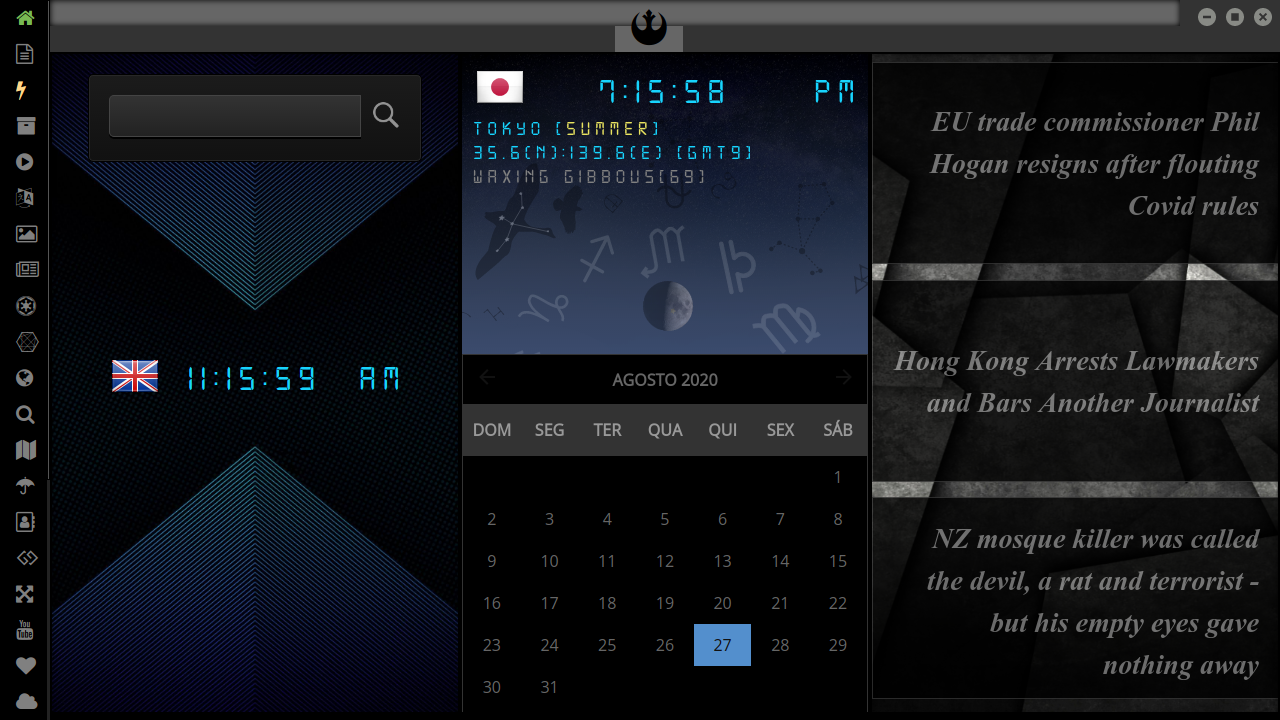 You
Tube
11:15:59 AM
7:15:58 PM
TOKYO [SUMMER]
35.6(N):139.6(E) [GMT9]
WAXING GIBBOUS[69]
AGOSTO 2020
DOM SEG TER QUA QUI SEX SÁB
1
2 3 4 5 6 7 8
9 10 11 12 13 14 15
16 17 18 19 20 21 22
23 24 25 26 27 28 29
30 31
EU trade commissioner Phil
Hogan resigns after flouting
Covid rules
Hong Kong Arrests Lawmakers
and Bars Another Journalist
NZ mosque killer was called
the devil, a rat and terrorist -
but his empty eyes gave
nothing away